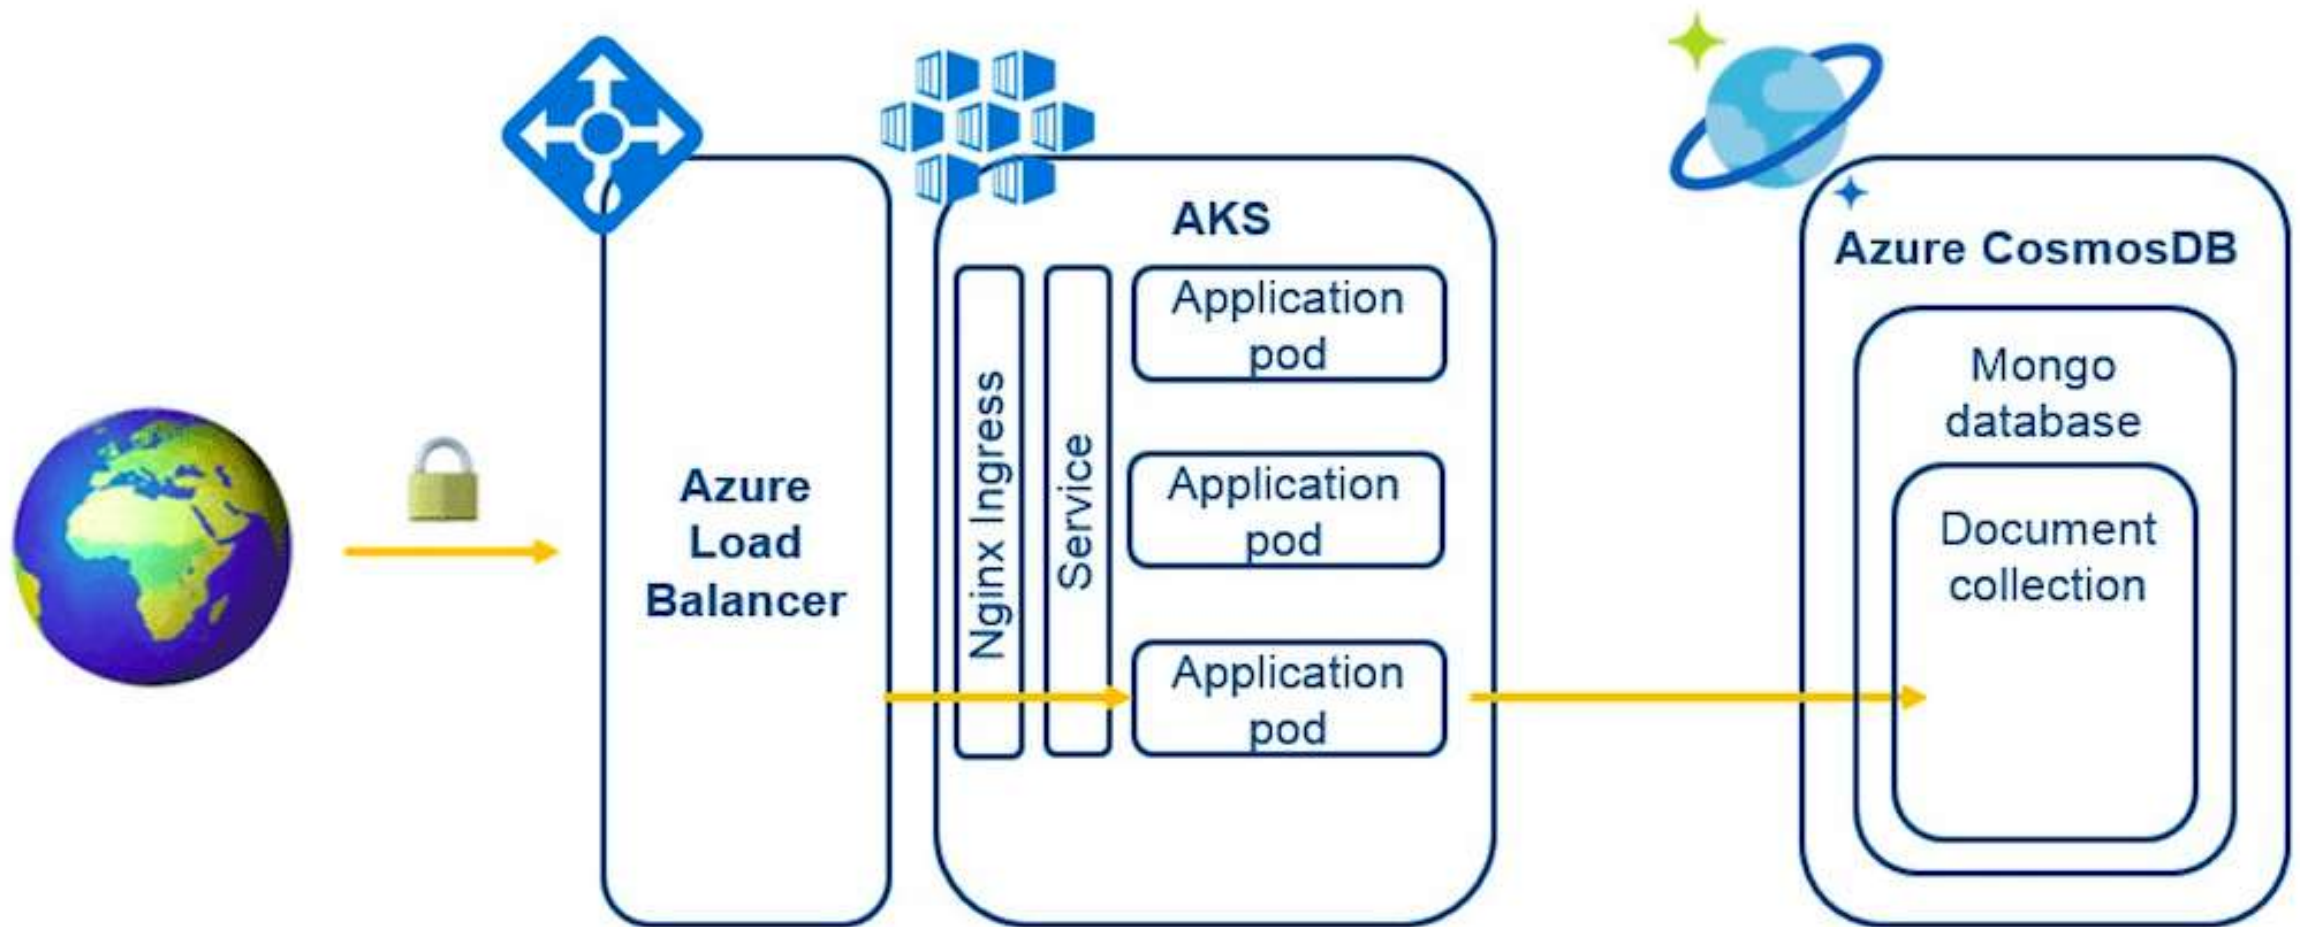 Azure
Load
Balancer
AKS
Nginx Ingress
Service
Application
pod
Application
pod
Application
pod
Azure CosmosDB
Mongo
database
Document
collection